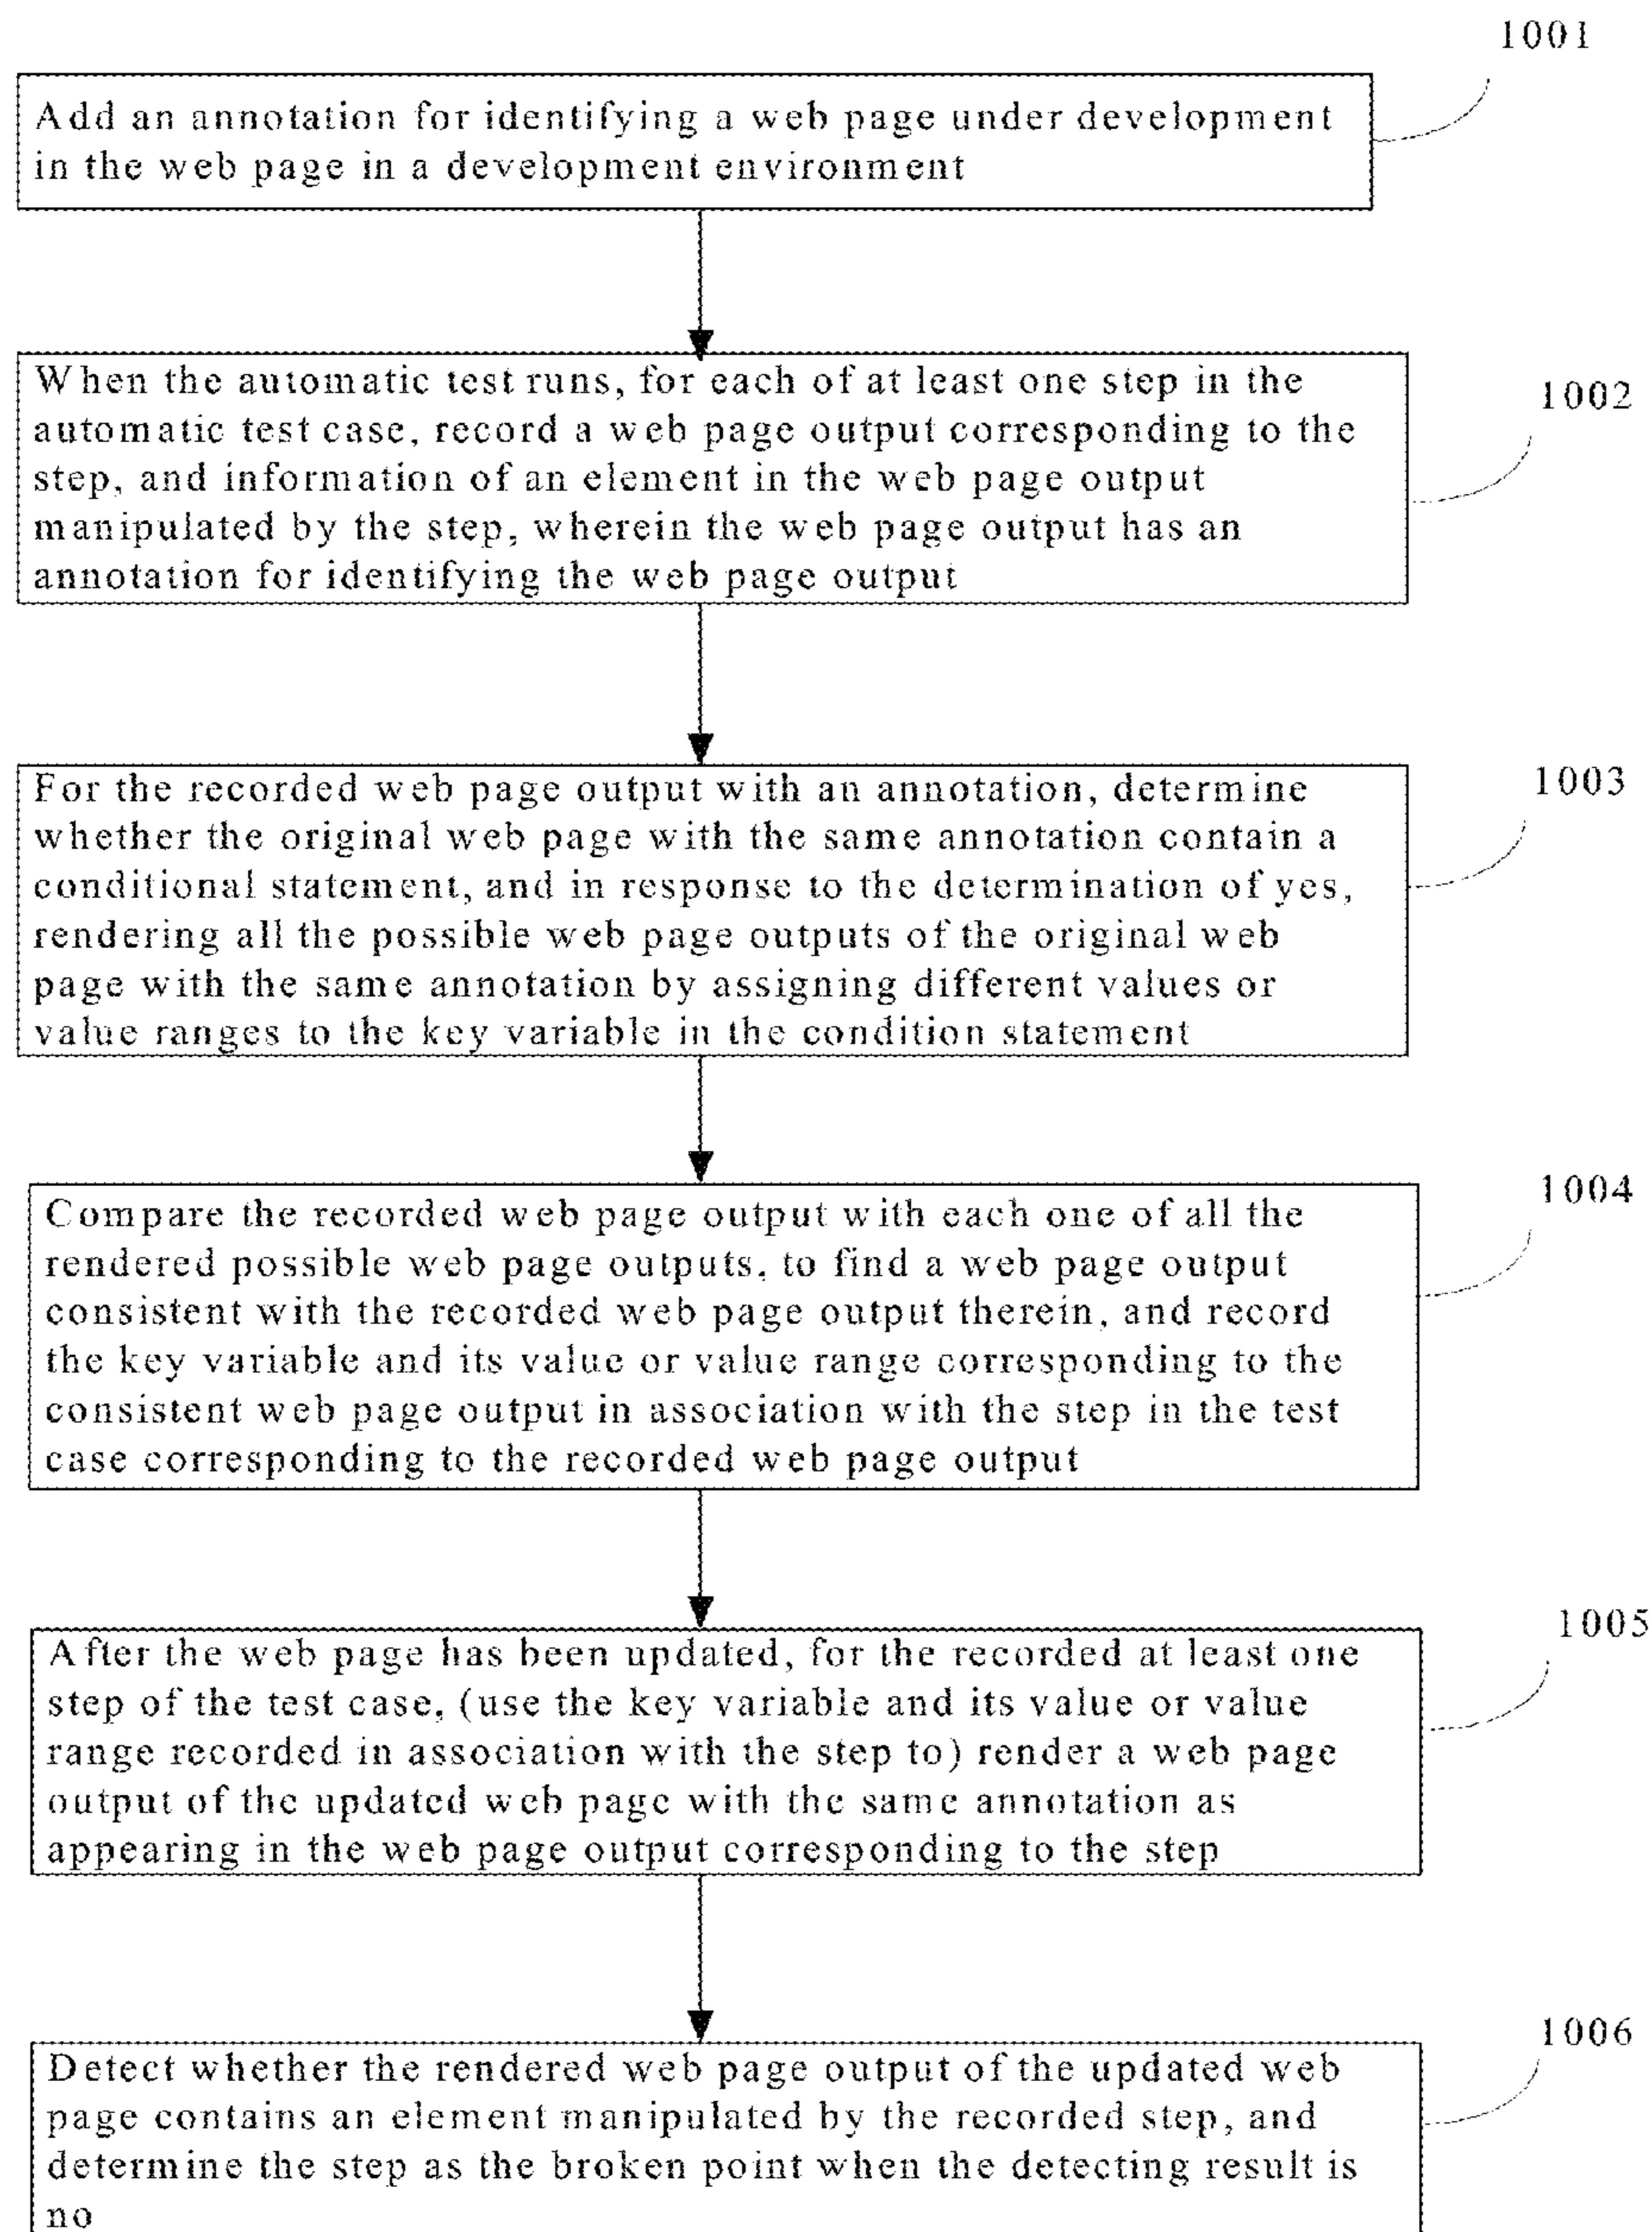 1001
Add an annotation for identifying a web page under development
in the web page in a development environment
When the automatic test runs, for each of at least one step in the
automatic test case, record a web page output corresponding to the
step, and information of an element in the web page output
manipulated by the step, wherein the web page output has an
annotation for identifying the web page output
1002
For the recorded web page output with an annotation, determine
whether the original web page with the same annotation contain a
conditional statement, and in response to the determination of yes,
rendering all the possible web page outputs of the original web
page with the same annotation by assigning different values or
value ranges to the key variable in the condition statement
1003
Compare the recorded web page output with each one of all the
rendered possible web page outputs, to find a web page output
consistent with the recorded web page output therein, and record
the key variable and its value or value range corresponding to the
consistent web page output in association with the step in the test
case corresponding to the recorded web page output
1004
After the web page has been updated, for the recorded at least one
step of the test case, (use the key variable and its value or value
range recorded in association with the step to) render a web page
output of the updated web page with the same annotation as
appearing in the web page output corresponding to the step
1005
Detect whether the rendered web page output of the updated web
page contains an element manipulated by the recorded step, and
determine the step as the broken point when the detecting result is
no
1006